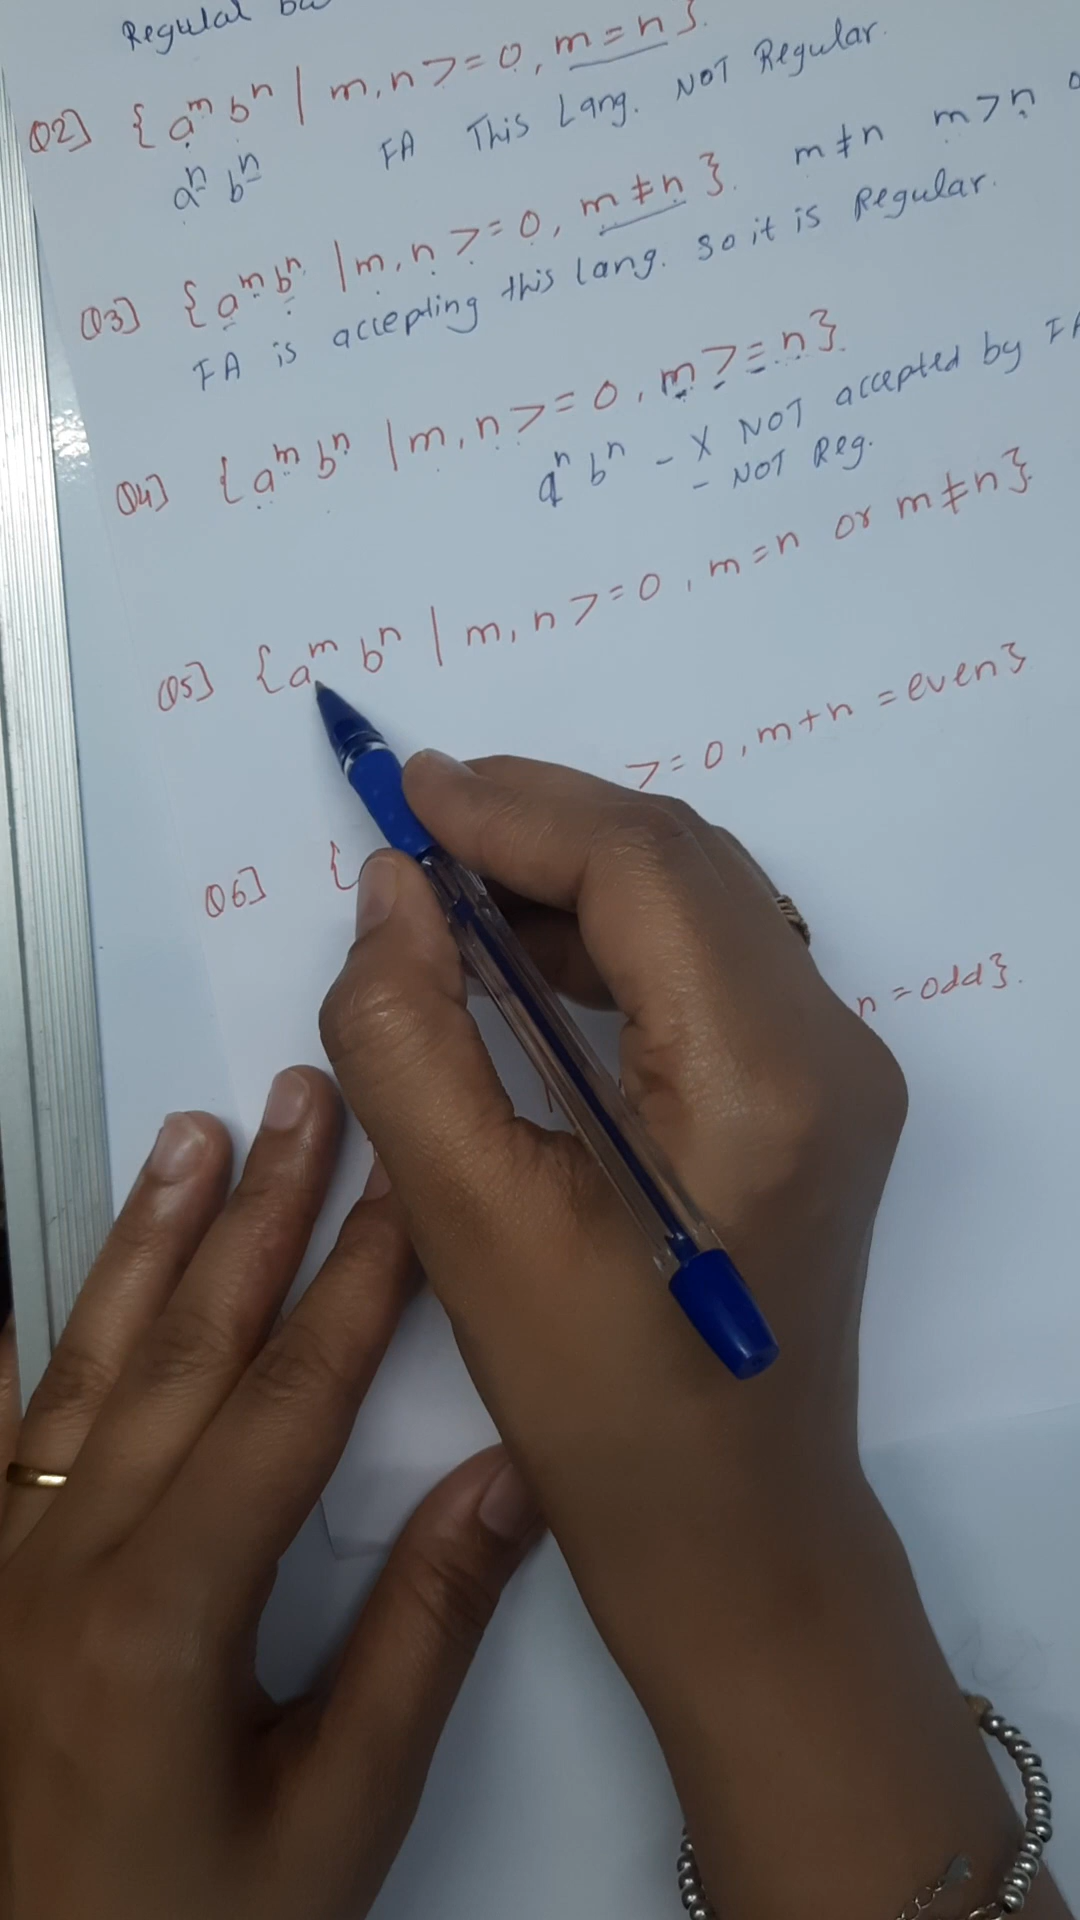 Regular
Q2] { a^m b^n | m, n >= 0, m = n }.
a^n b^n FA This Lang. NOT Regular.
Q3] { a^m b^n | m, n >= 0, m ≠ n }. m ≠ n m > n
FA is accepting this lang. so it is Regular.
Q4] { a^m b^n | m, n >= 0, m >= n }.
a^n b^n - X NOT accepted by FA
- NOT Reg.
Q5] { a^m b^n | m, n >= 0, m = n or m ≠ n }.
>= 0, m + n = even }
Q6] {
n = odd }.